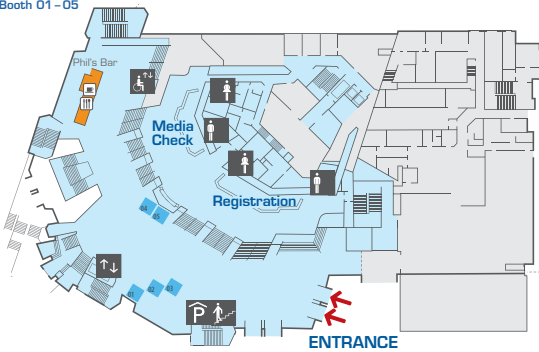 Booth 01–05
Phil's Bar
Media
Check
Registration
04
05
01
02
03
P
ENTRANCE